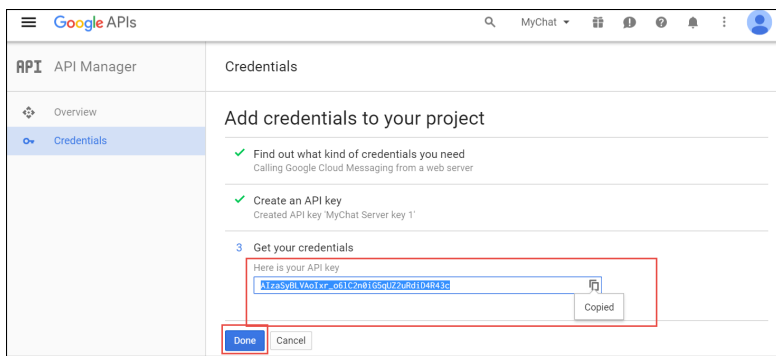 Google APIs
MyChat
API API Manager
Credentials
Overview
Credentials
Add credentials to your project
Find out what kind of credentials you need
Calling Google Cloud Messaging from a web server
Create an API key
Created API key 'MyChat Server key 1'
3 Get your credentials
Here is your API key
AIzaSyBLVAoIxr_o6lC2n0iG5qUZ2uRdiD4R43c
Copied
Done
Cancel